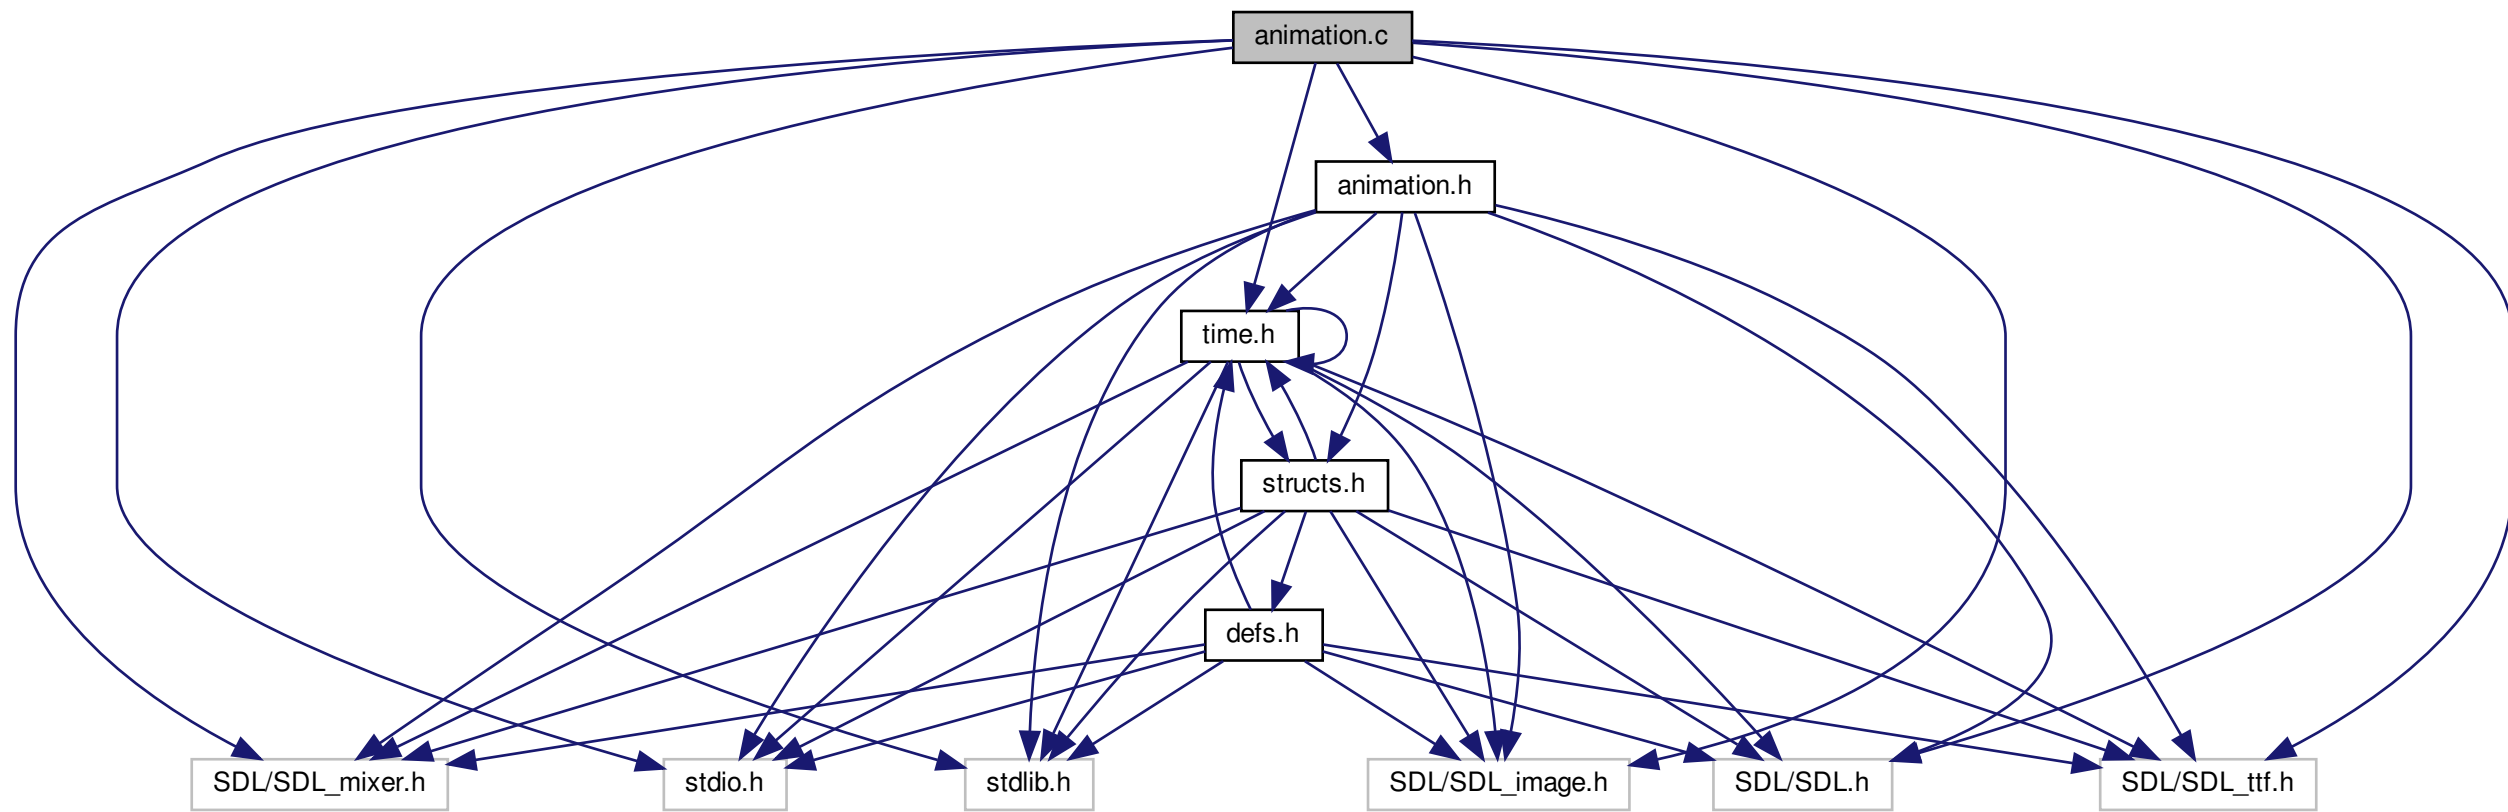 animation.c
animation.h
time.h
structs.h
defs.h
SDL/SDL_mixer.h
stdio.h
stdlib.h
SDL/SDL_image.h
SDL/SDL.h
SDL/SDL_ttf.h